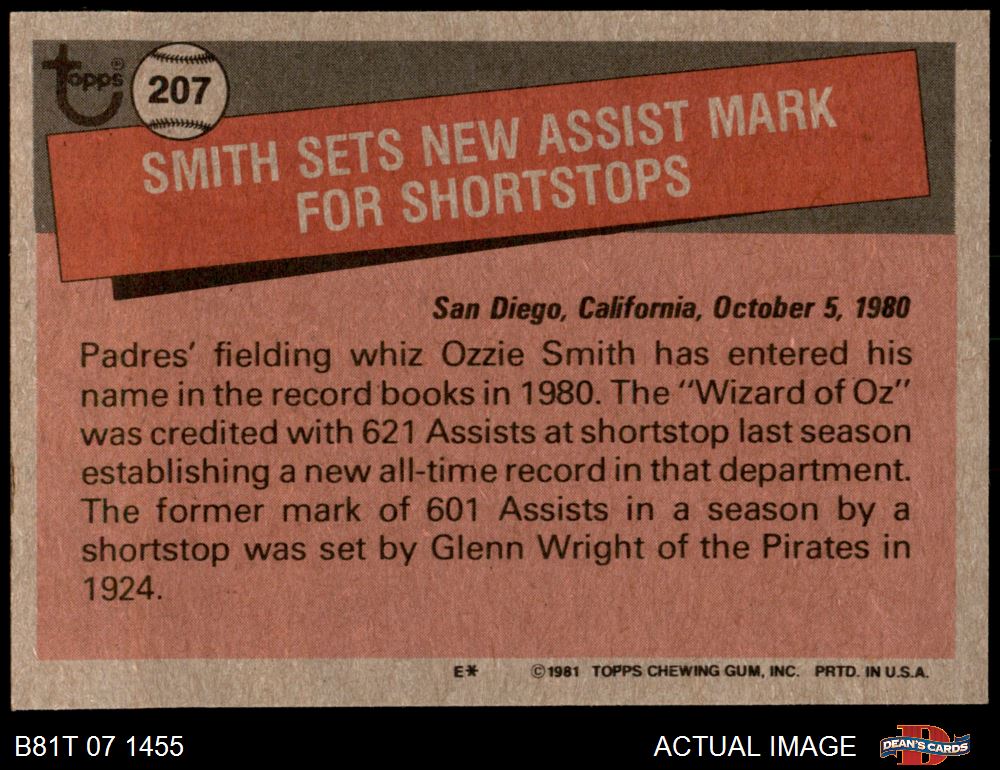 topps®
207
SMITH SETS NEW ASSIST MARK
FOR SHORTSTOPS
San Diego, California, October 5, 1980
Padres' fielding whiz Ozzie Smith has entered his
name in the record books in 1980. The "Wizard of Oz"
was credited with 621 Assists at shortstop last season
establishing a new all-time record in that department.
The former mark of 601 Assists in a season by a
shortstop was set by Glenn Wright of the Pirates in
1924.
E* ©1981 TOPPS CHEWING GUM, INC. PRTD. IN U.S.A.
B81T 07 1455 ACTUAL IMAGE DEAN'S CARDS